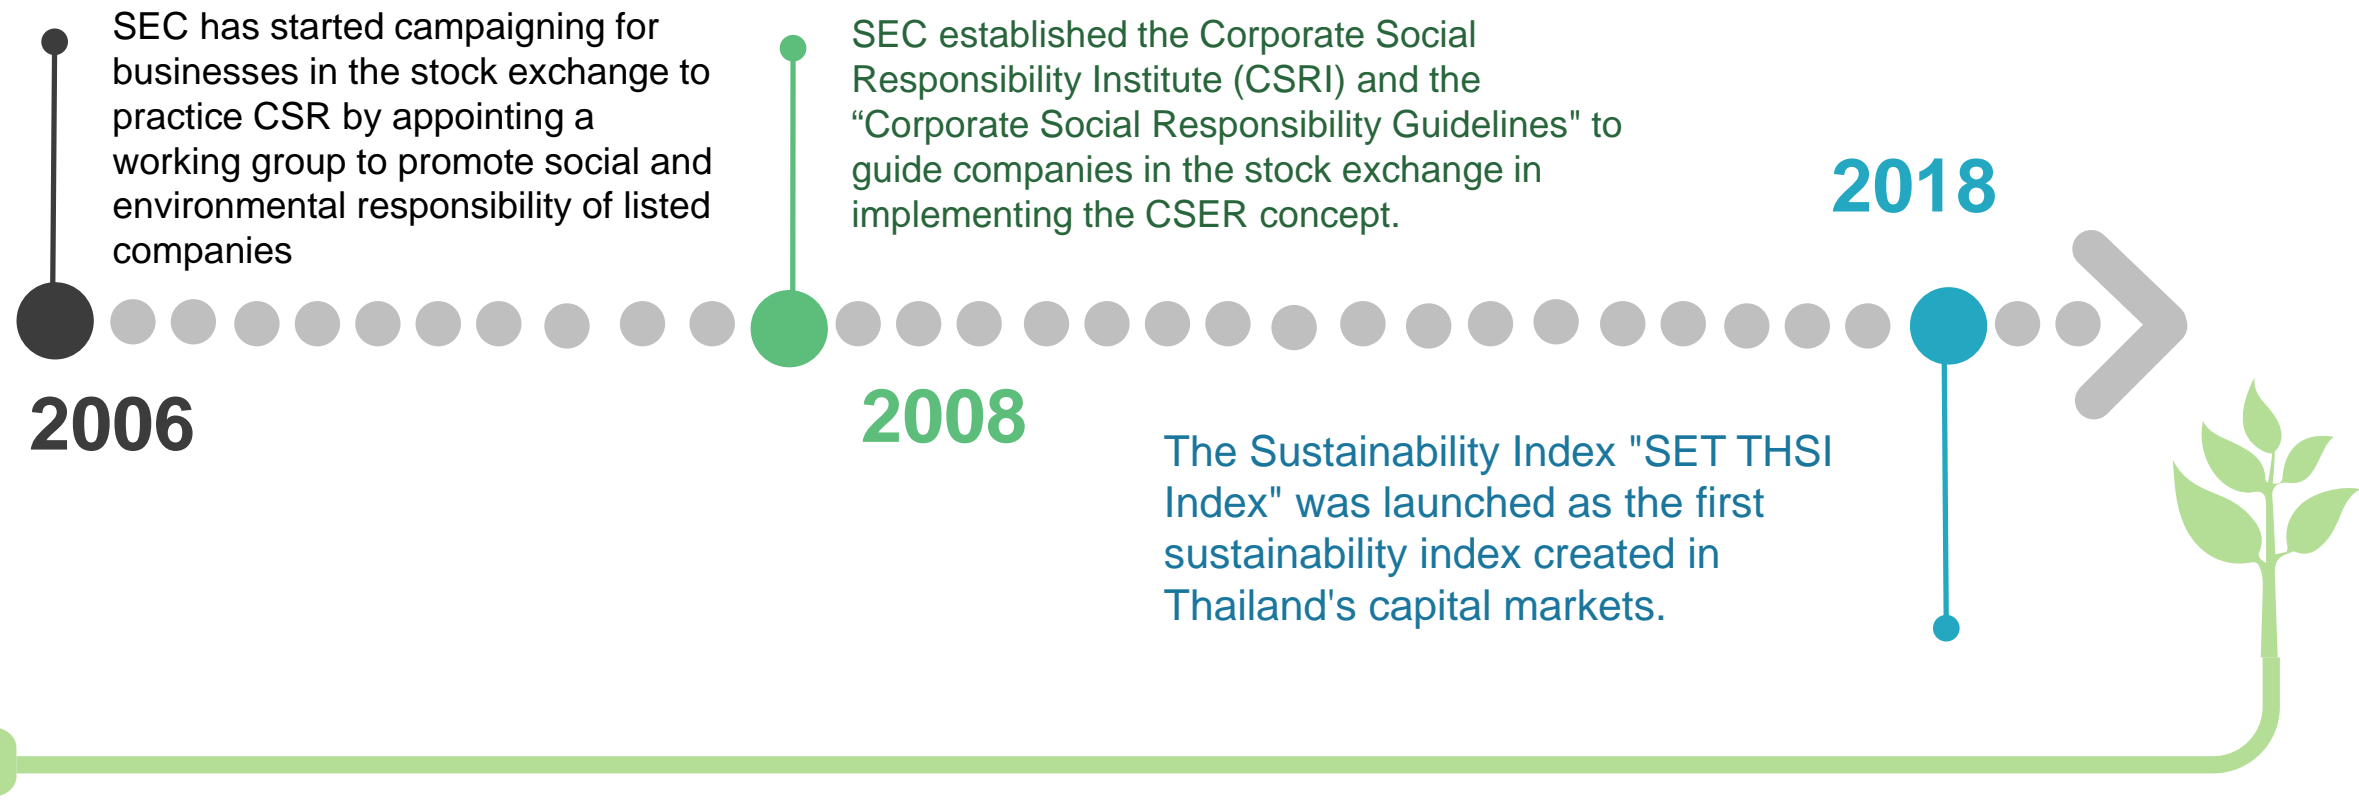 SEC has started campaigning for
businesses in the stock exchange to
practice CSR by appointing a
working group to promote social and
environmental responsibility of listed
companies
2006
SEC established the Corporate Social
Responsibility Institute (CSRI) and the
“Corporate Social Responsibility Guidelines" to
guide companies in the stock exchange in
implementing the CSER concept.
2008
2018
The Sustainability Index "SET THSI
Index" was launched as the first
sustainability index created in
Thailand's capital markets.